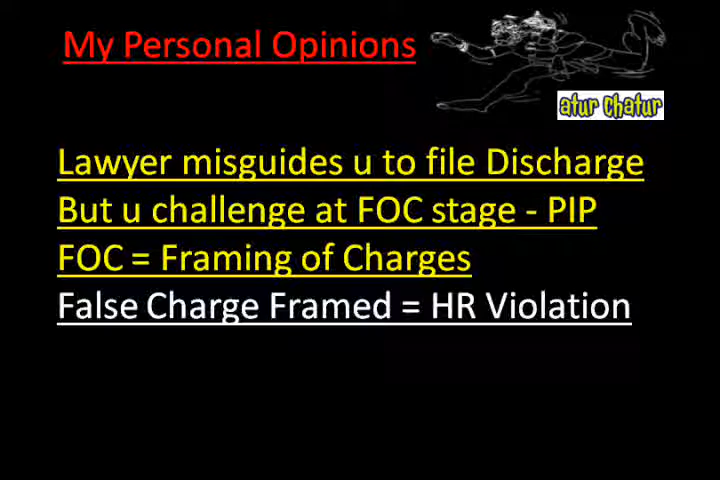 My Personal Opinions
atur chatur
Lawyer misguides u to file Discharge
But u challenge at FOC stage - PIP
FOC = Framing of Charges
False Charge Framed = HR Violation